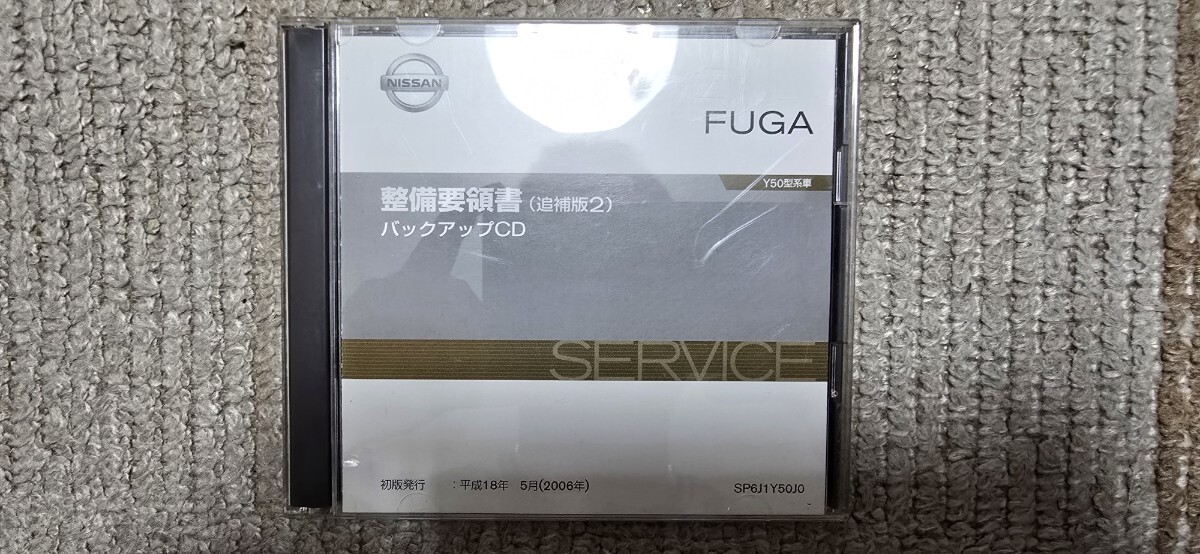 NISSAN
FUGA
Y50型系車
整備要領書(追補版2)
バックアップCD
SERVICE
初版発行 :平成18年 5月(2006年)
SP6J1Y50J0